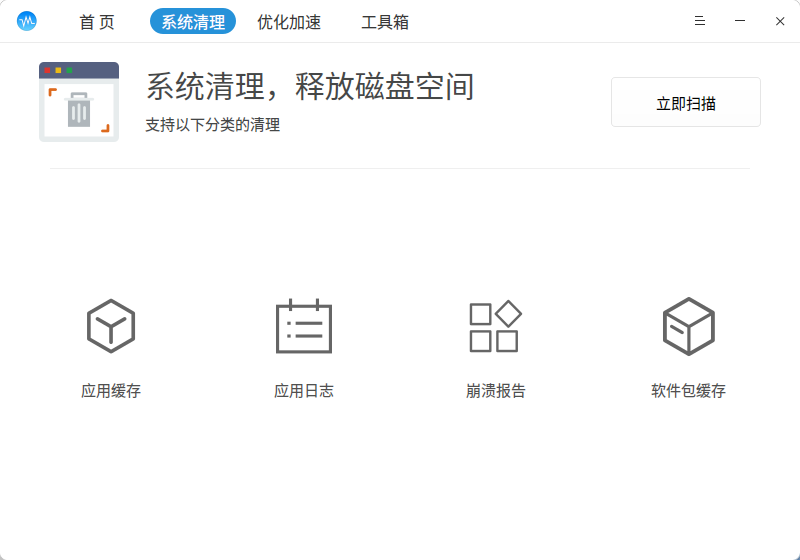 首 页 系统清理 优化加速 工具箱
系统清理，释放磁盘空间
支持以下分类的清理
立即扫描
应用缓存 应用日志 崩溃报告 软件包缓存